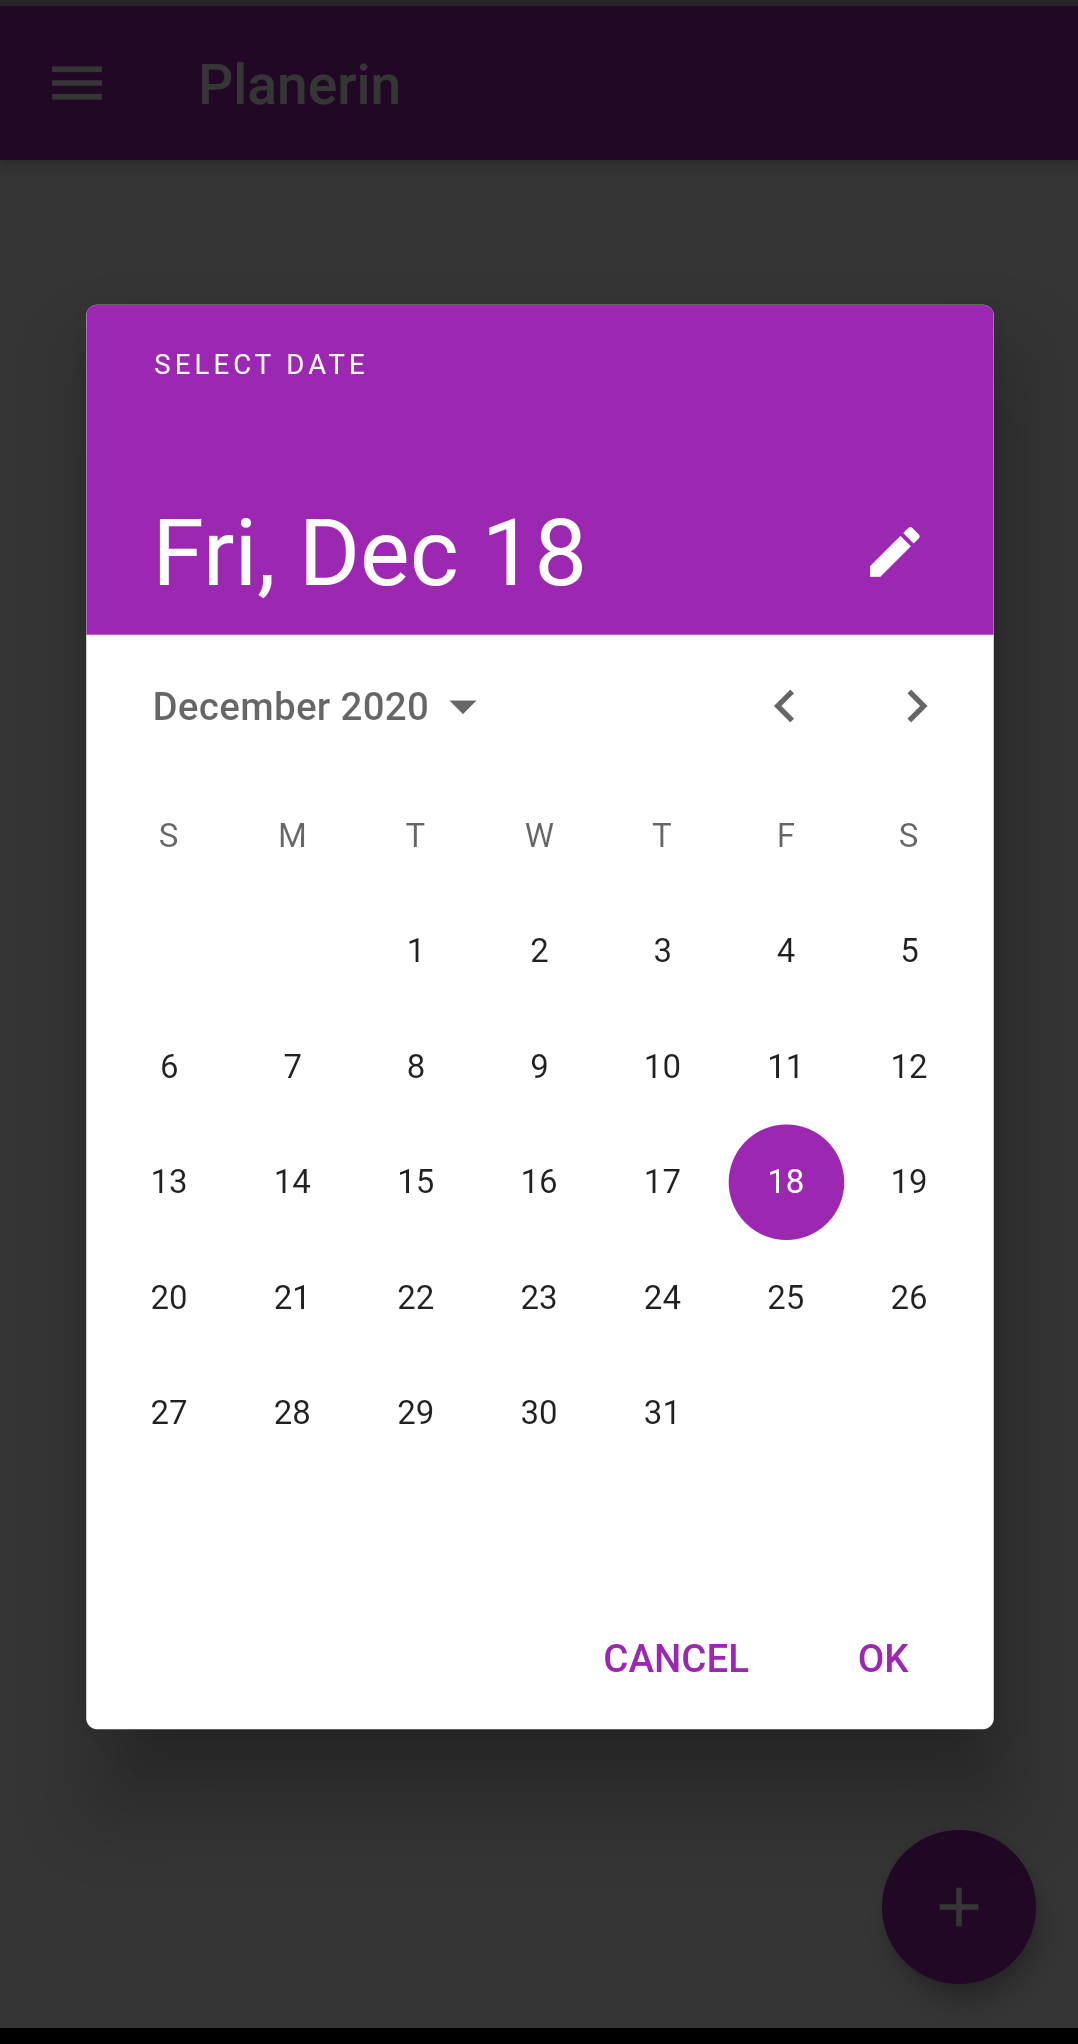 Planerin
SELECT DATE
Fri, Dec 18
December 2020
S M T W T F S
1 2 3 4 5
6 7 8 9 10 11 12
13 14 15 16 17 18 19
20 21 22 23 24 25 26
27 28 29 30 31
CANCEL OK